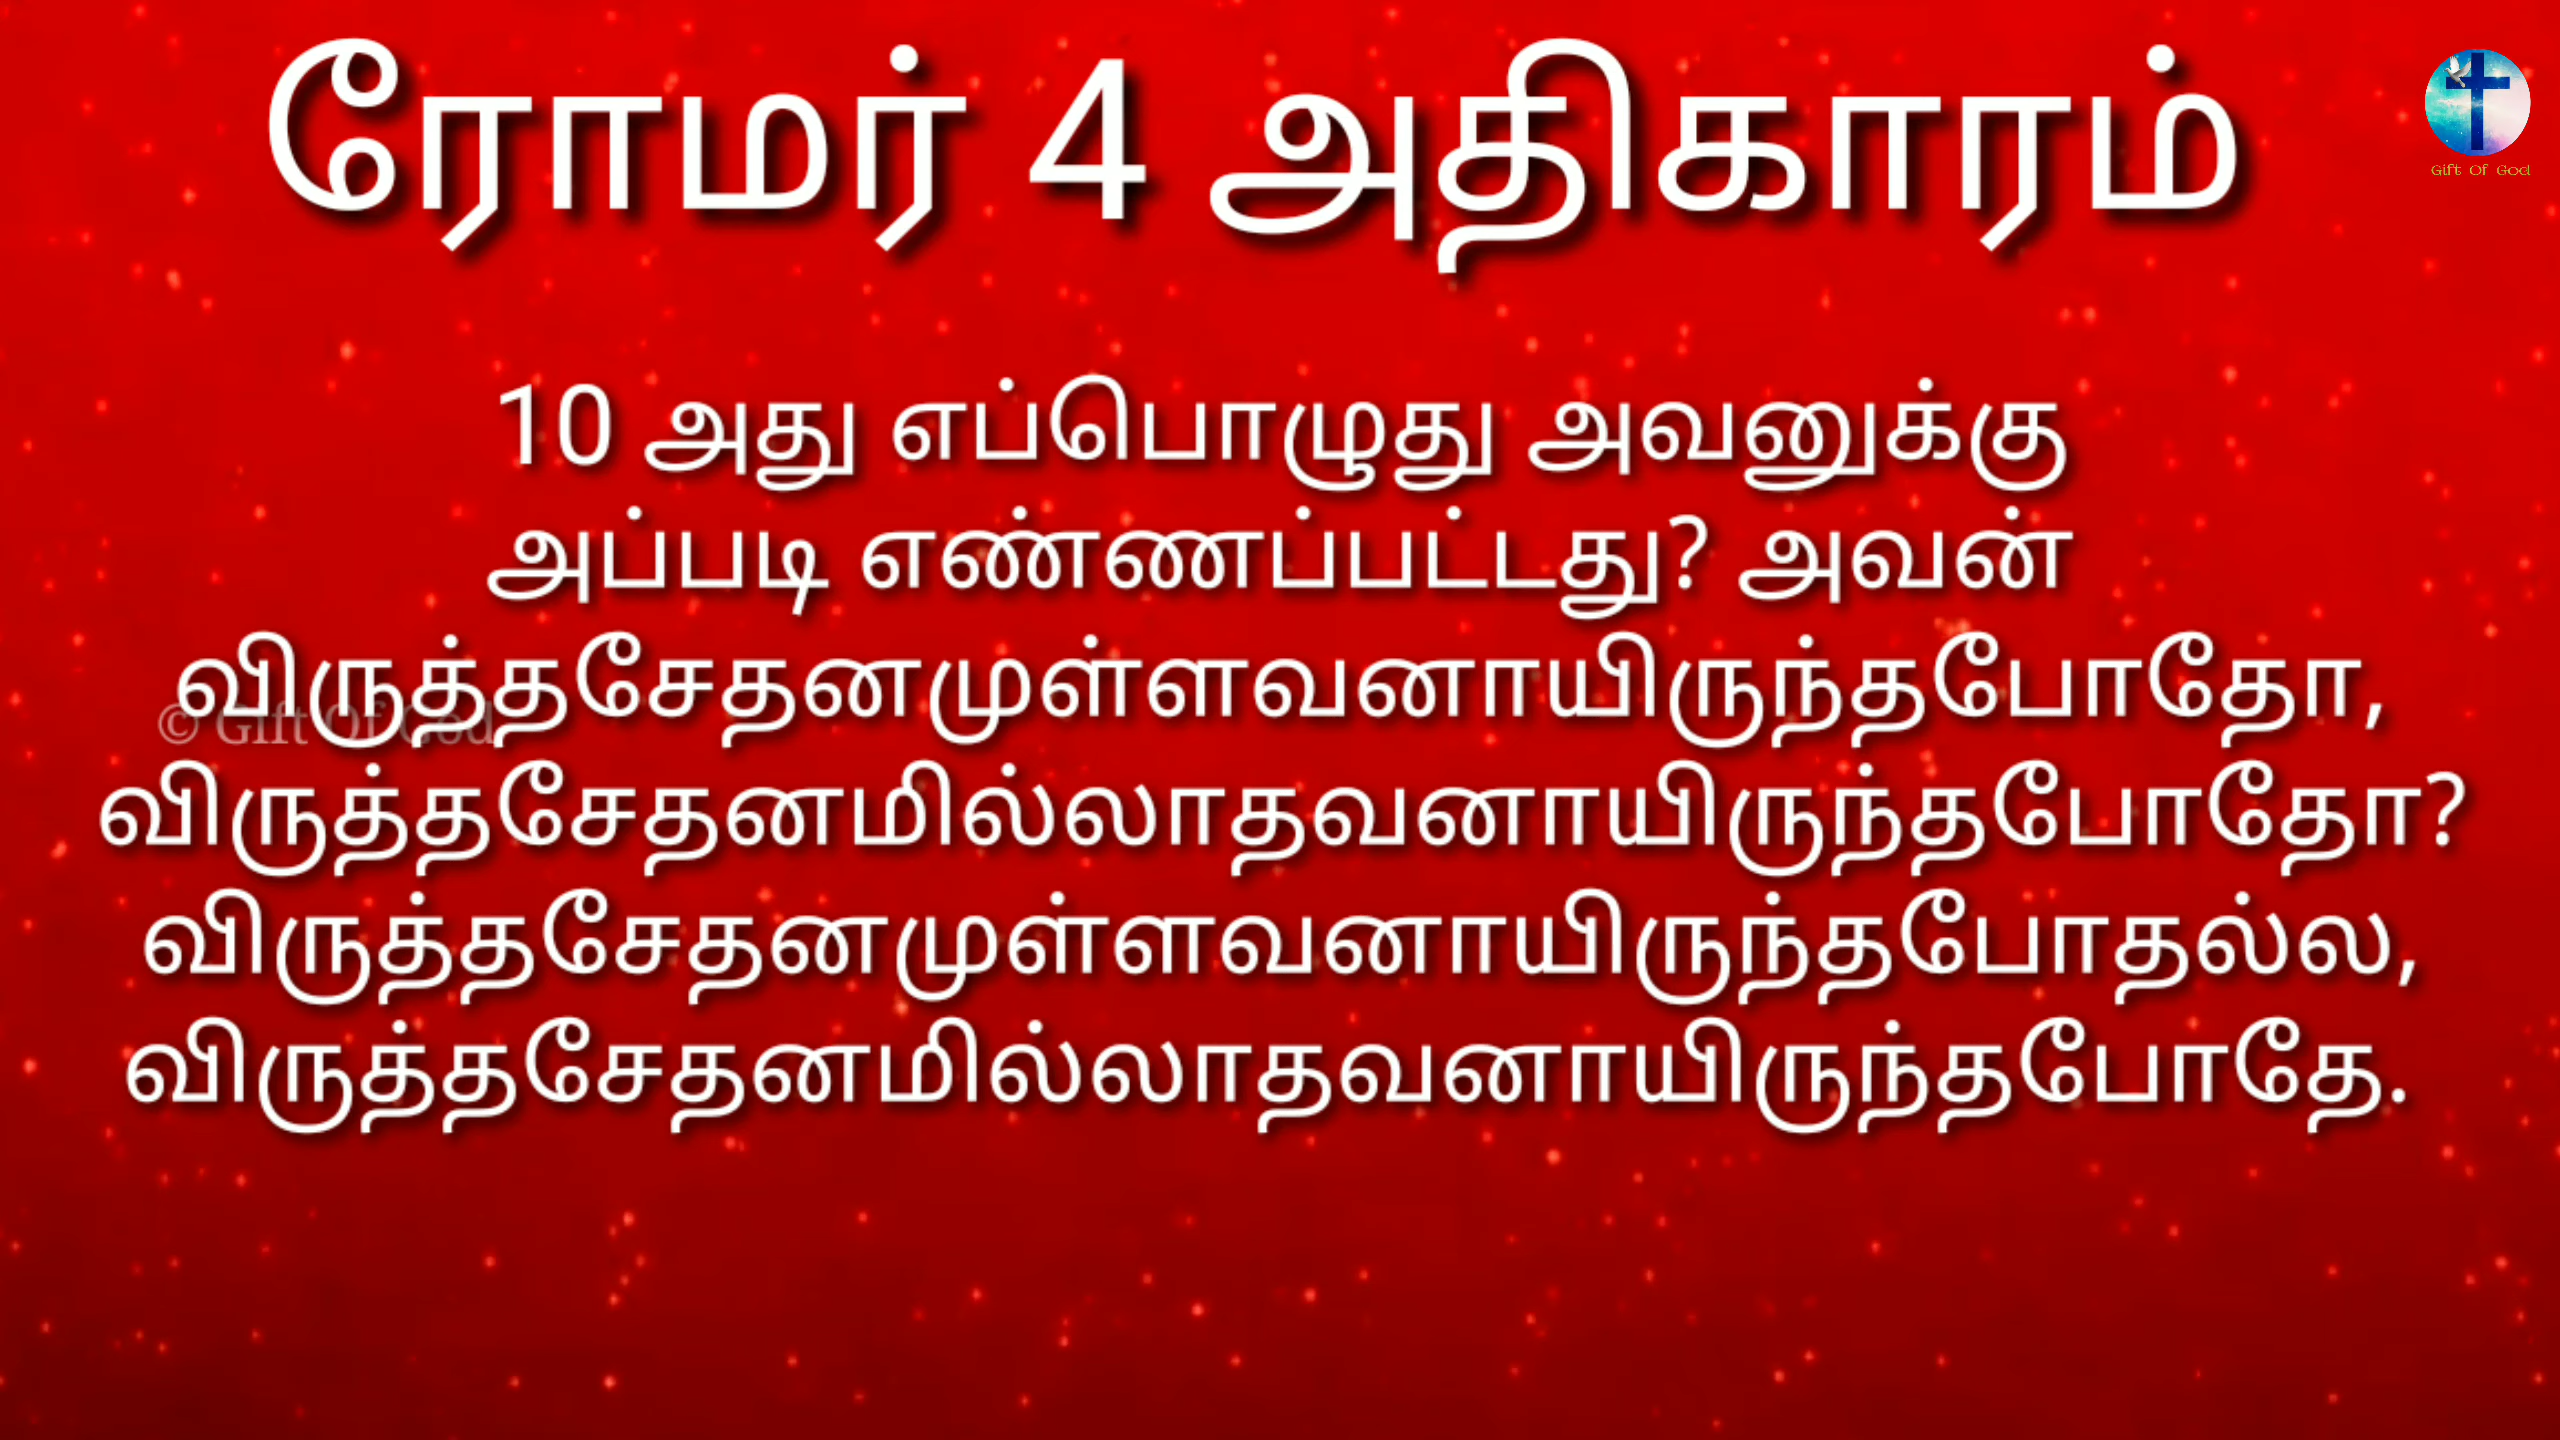 ரோமர் 4 அதிகாரம்
Gift Of God
10 அது எப்பொழுது அவனுக்கு
அப்படி எண்ணப்பட்டது? அவன்
விருத்தசேதனமுள்ளவனாயிருந்தபோதோ,
© Gift Of God
விருத்தசேதனமில்லாதவனாயிருந்தபோதோ?
விருத்தசேதனமுள்ளவனாயிருந்தபோதல்ல,
விருத்தசேதனமில்லாதவனாயிருந்தபோதே.